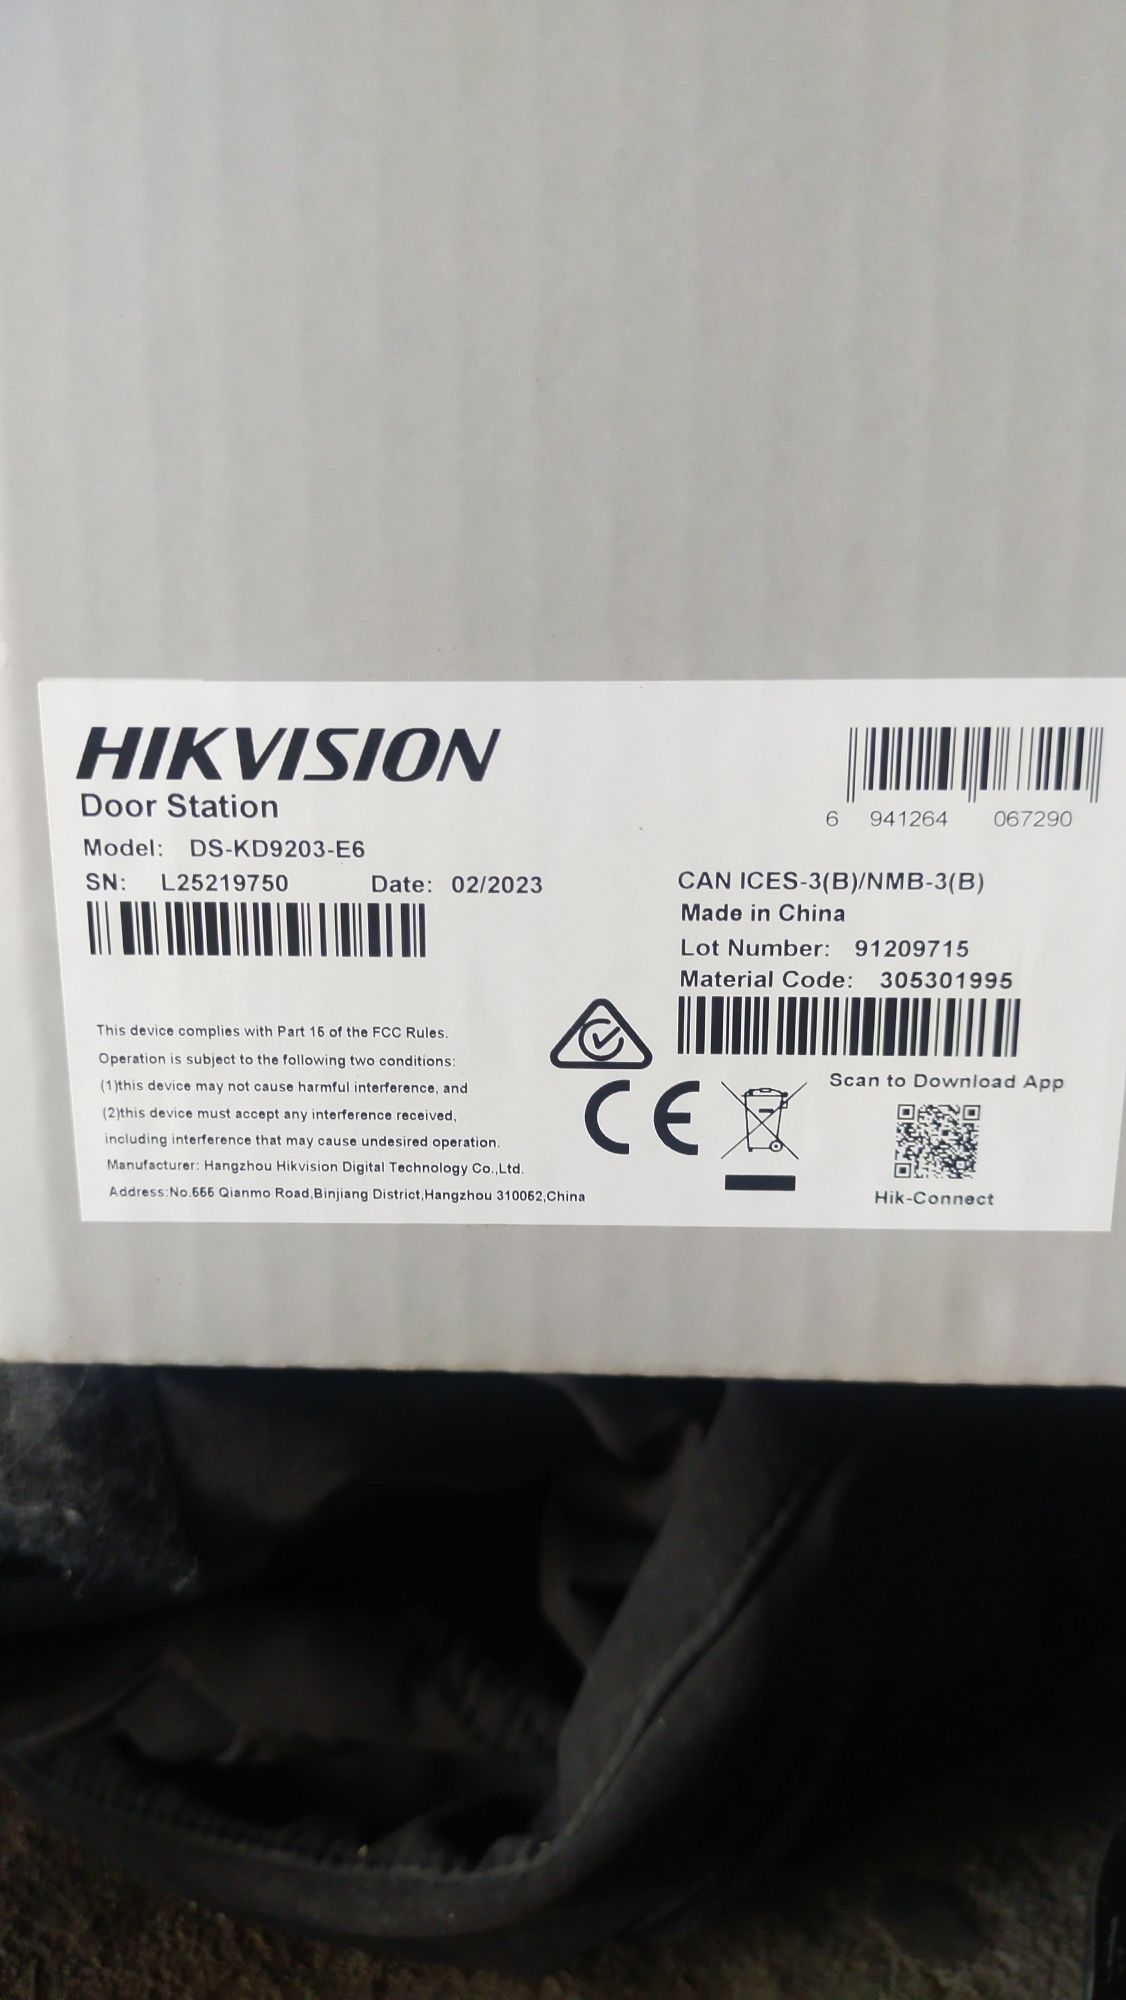 HIKVISION
Door Station
Model: DS-KD9203-E6
SN: L25219750 Date: 02/2023
This device complies with Part 15 of the FCC Rules.
Operation is subject to the following two conditions:
(1)this device may not cause harmful interference, and
(2)this device must accept any interference received,
including interference that may cause undesired operation.
Manufacturer: Hangzhou Hikvision Digital Technology Co.,Ltd.
Address:No.555 Qianmo Road,Binjiang District,Hangzhou 310052,China
6 941264 067290
CAN ICES-3(B)/NMB-3(B)
Made in China
Lot Number: 91209715
Material Code: 305301995
CE
Scan to Download App
Hik-Connect